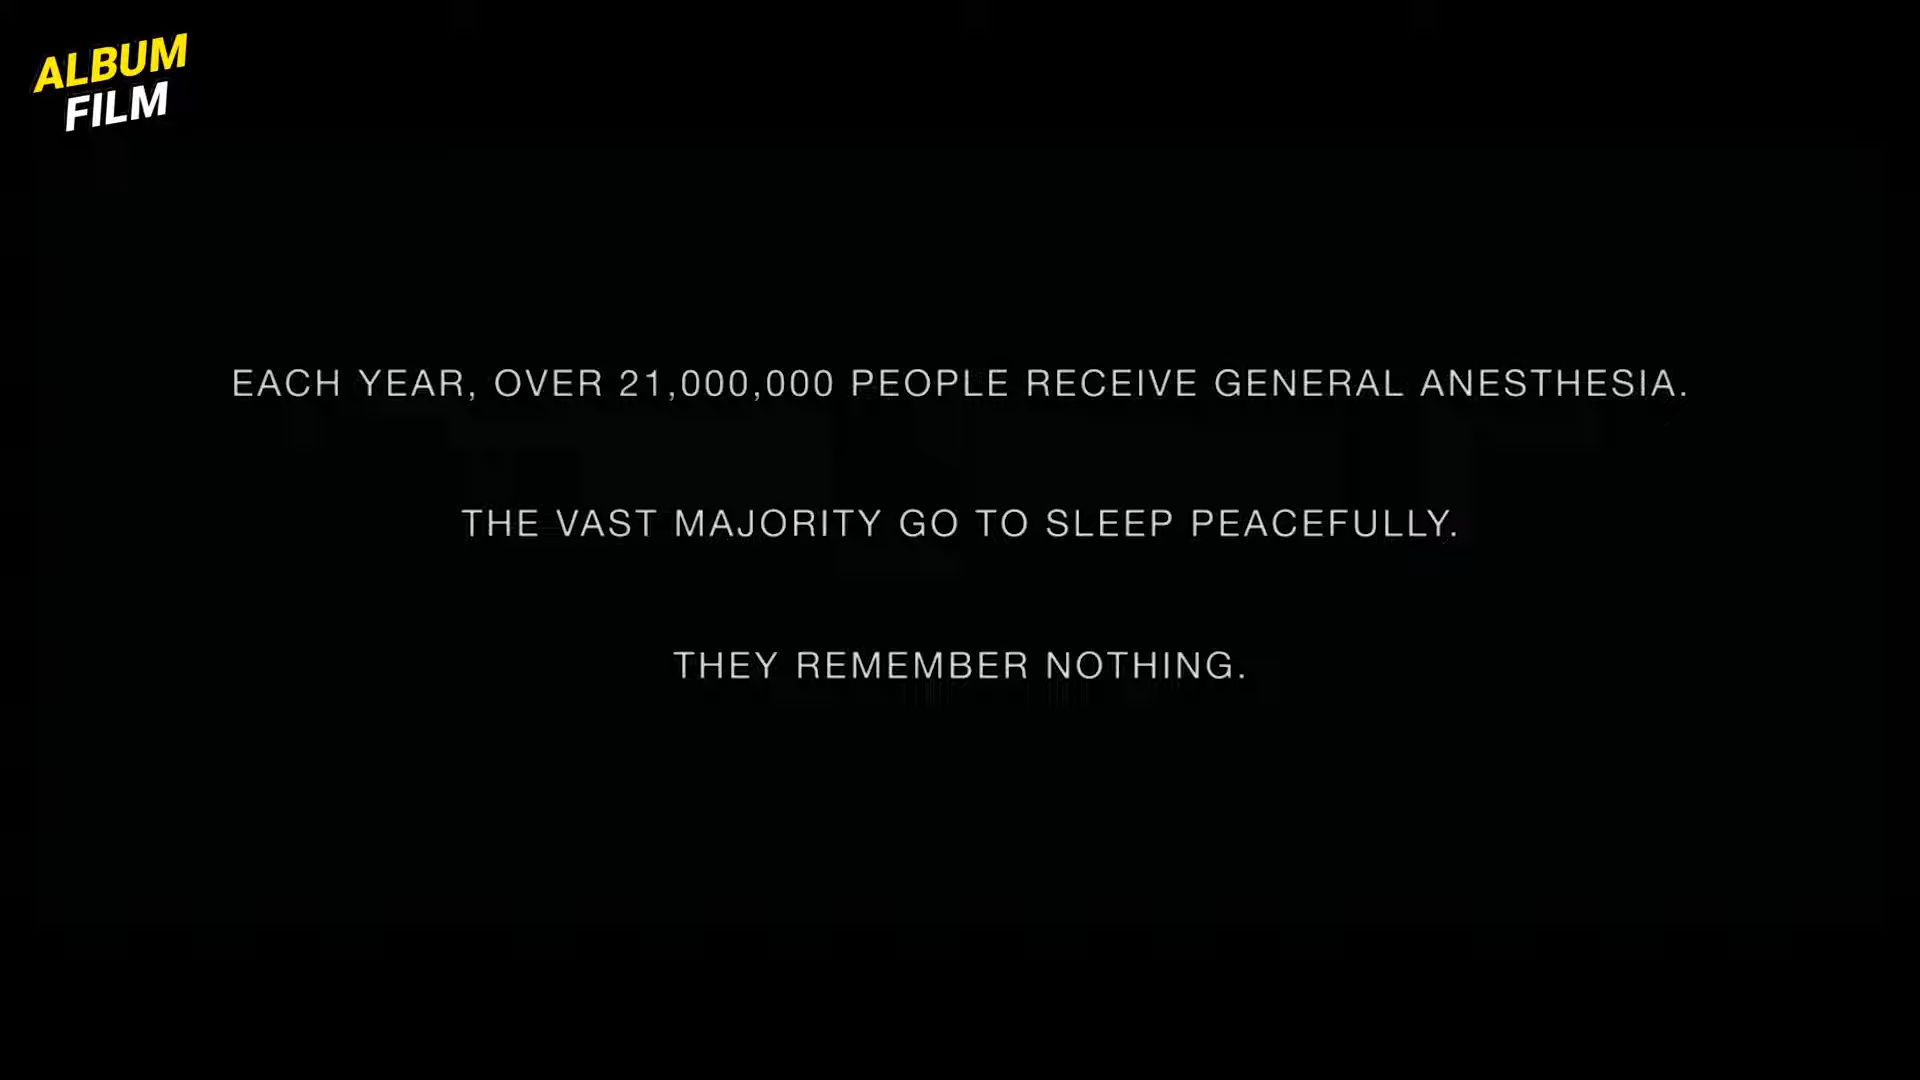 ALBUM
FILM
EACH YEAR, OVER 21,000,000 PEOPLE RECEIVE GENERAL ANESTHESIA.
THE VAST MAJORITY GO TO SLEEP PEACEFULLY.
THEY REMEMBER NOTHING.